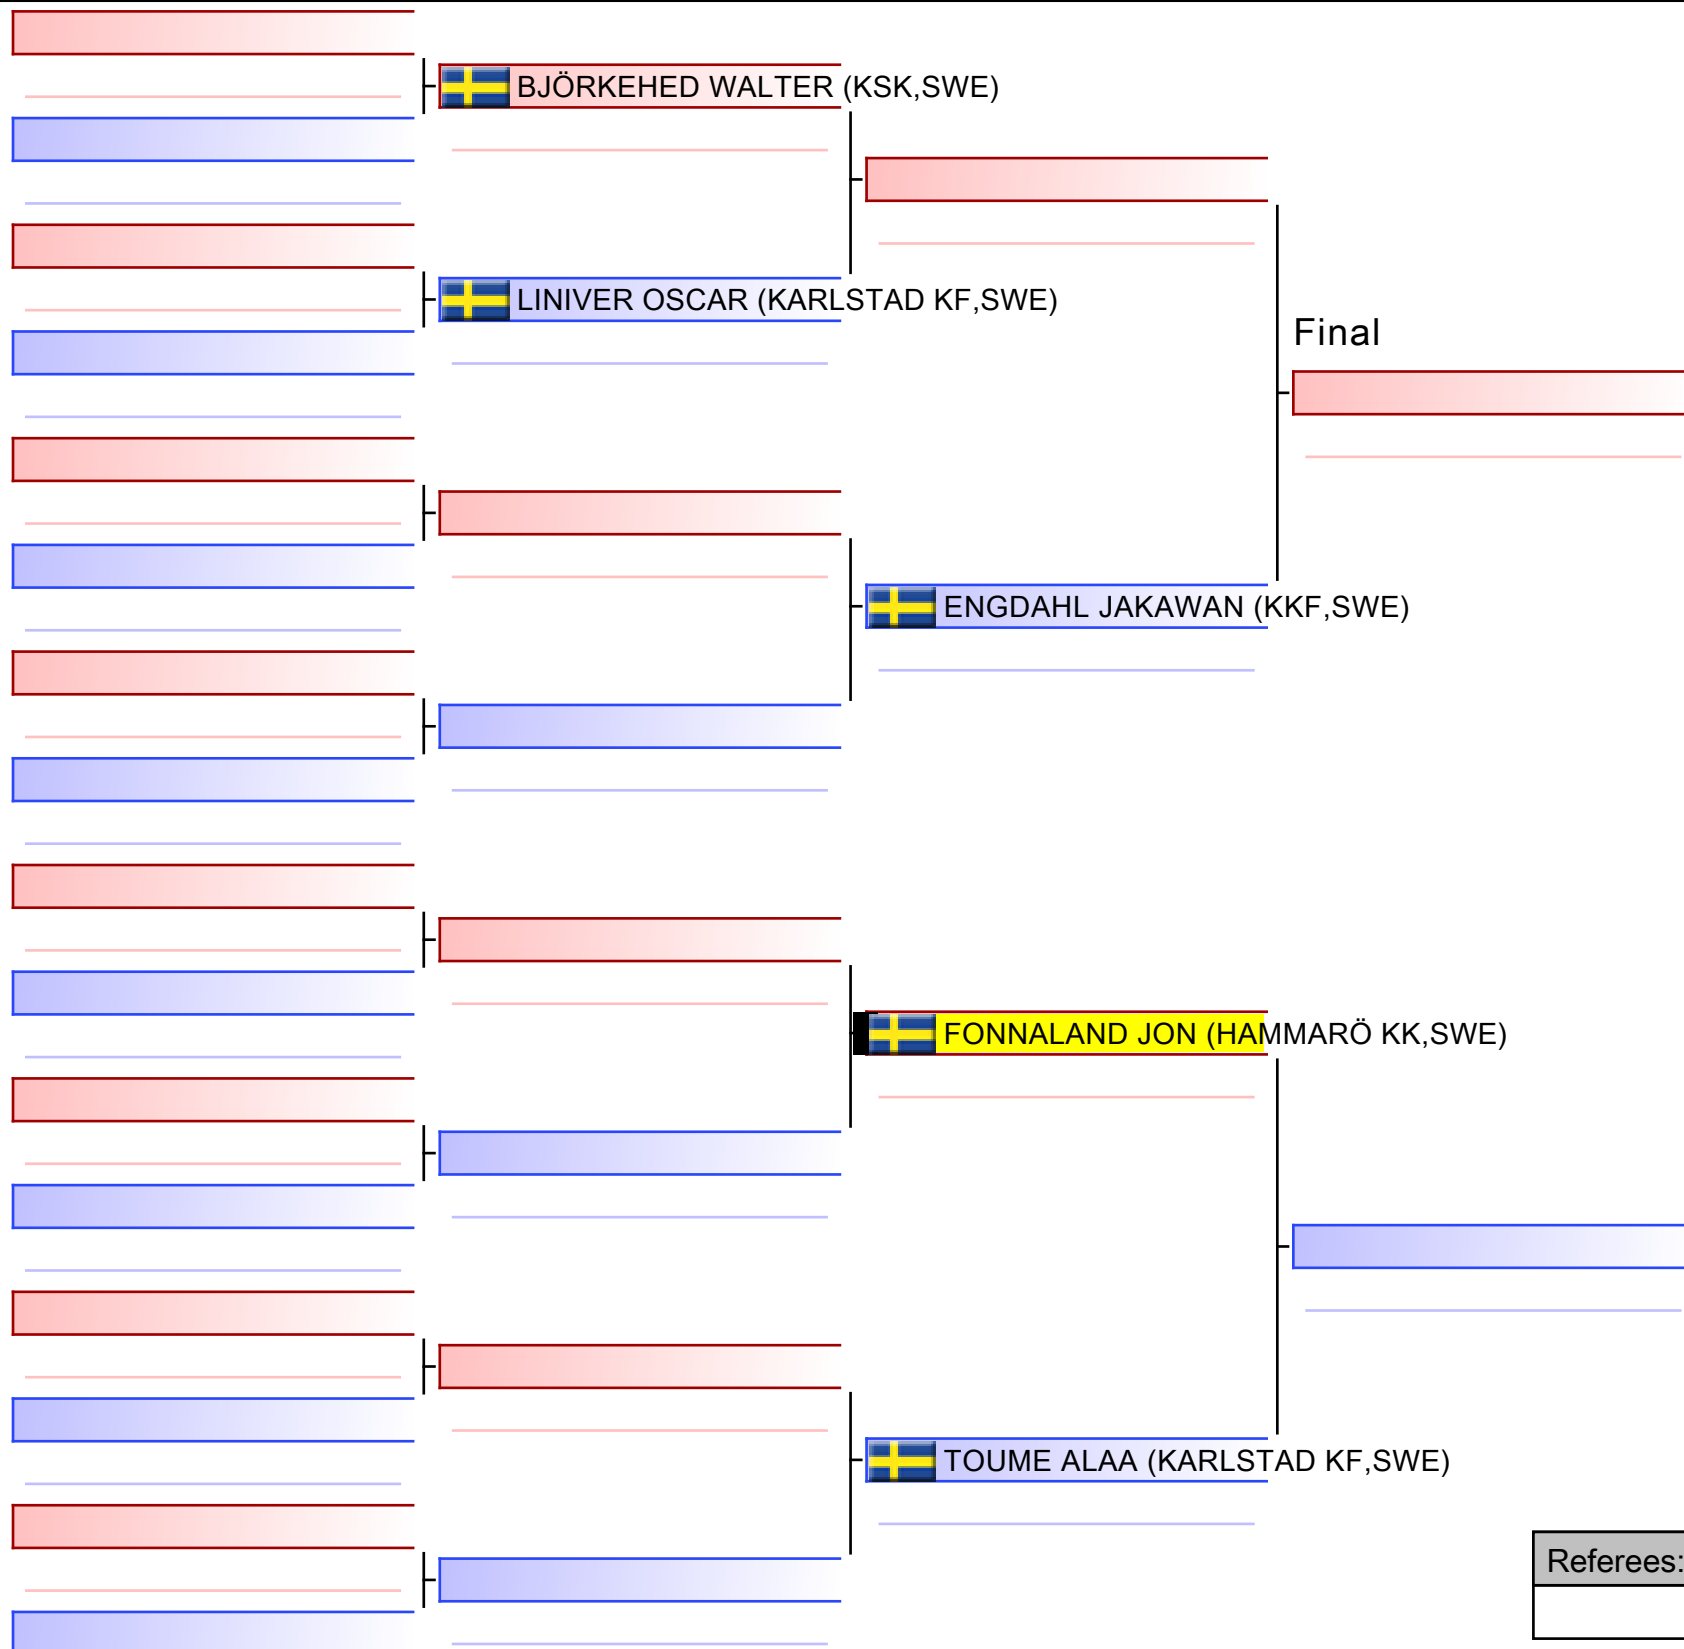 BJÖRKEHED WALTER (KSK,SWE)
LINIVER OSCAR (KARLSTAD KF,SWE)
Final
ENGDAHL JAKAWAN (KKF,SWE)
FONNALAND JON (HAMMARÖ KK,SWE)
TOUME ALAA (KARLSTAD KF,SWE)
Referees: